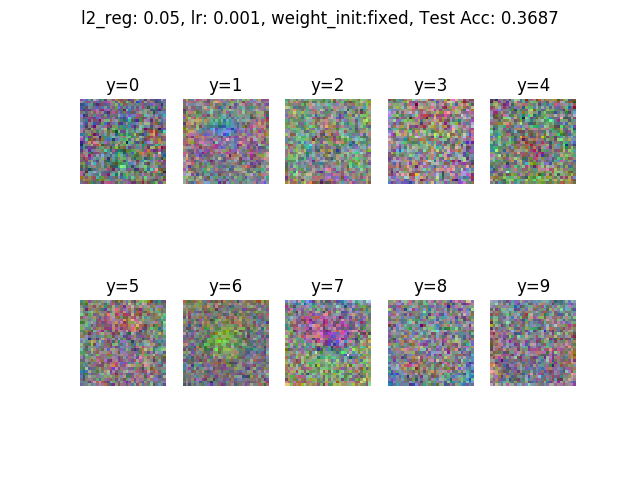 l2_reg: 0.05, lr: 0.001, weight_init:fixed, Test Acc: 0.3687
y=0 y=1 y=2 y=3 y=4
y=5 y=6 y=7 y=8 y=9